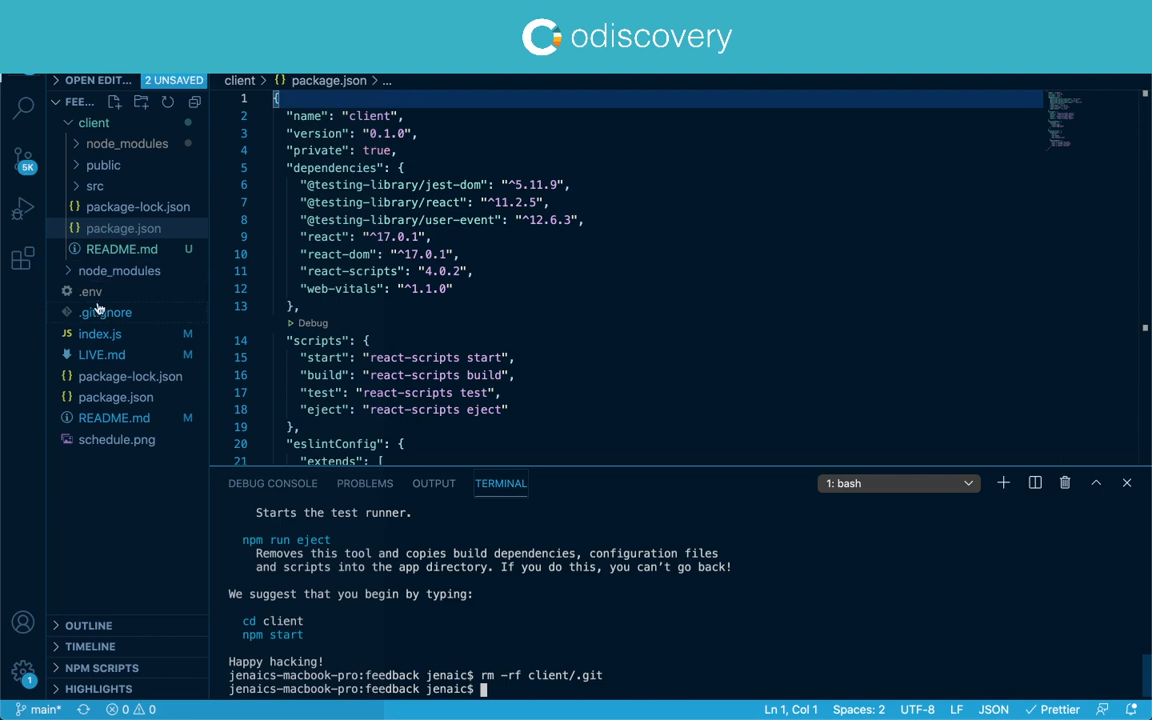 odiscovery
OPEN EDIT... 2 UNSAVED
client > {} package.json > ...
FEE...
client
node_modules
public
src
{} package-lock.json
{} package.json
README.md U
node_modules
.env
.gitignore
JS index.js M
LIVE.md M
{} package-lock.json
{} package.json
README.md M
schedule.png
5K
OUTLINE
TIMELINE
NPM SCRIPTS
HIGHLIGHTS
1
1 {
2 "name": "client",
3 "version": "0.1.0",
4 "private": true,
5 "dependencies": {
6 "@testing-library/jest-dom": "^5.11.9",
7 "@testing-library/react": "^11.2.5",
8 "@testing-library/user-event": "^12.6.3",
9 "react": "^17.0.1",
10 "react-dom": "^17.0.1",
11 "react-scripts": "4.0.2",
12 "web-vitals": "^1.1.0"
13 },
Debug
14 "scripts": {
15 "start": "react-scripts start",
16 "build": "react-scripts build",
17 "test": "react-scripts test",
18 "eject": "react-scripts eject"
19 },
20 "eslintConfig": {
21 "extends": [
DEBUG CONSOLE PROBLEMS OUTPUT TERMINAL 1: bash
Starts the test runner.
npm run eject
Removes this tool and copies build dependencies, configuration files
and scripts into the app directory. If you do this, you can't go back!
We suggest that you begin by typing:
cd client
npm start
Happy hacking!
jenaics-macbook-pro:feedback jenaic$ rm -rf client/.git
jenaics-macbook-pro:feedback jenaic$
main* 0 0 Ln 1, Col 1 Spaces: 2 UTF-8 LF JSON Prettier